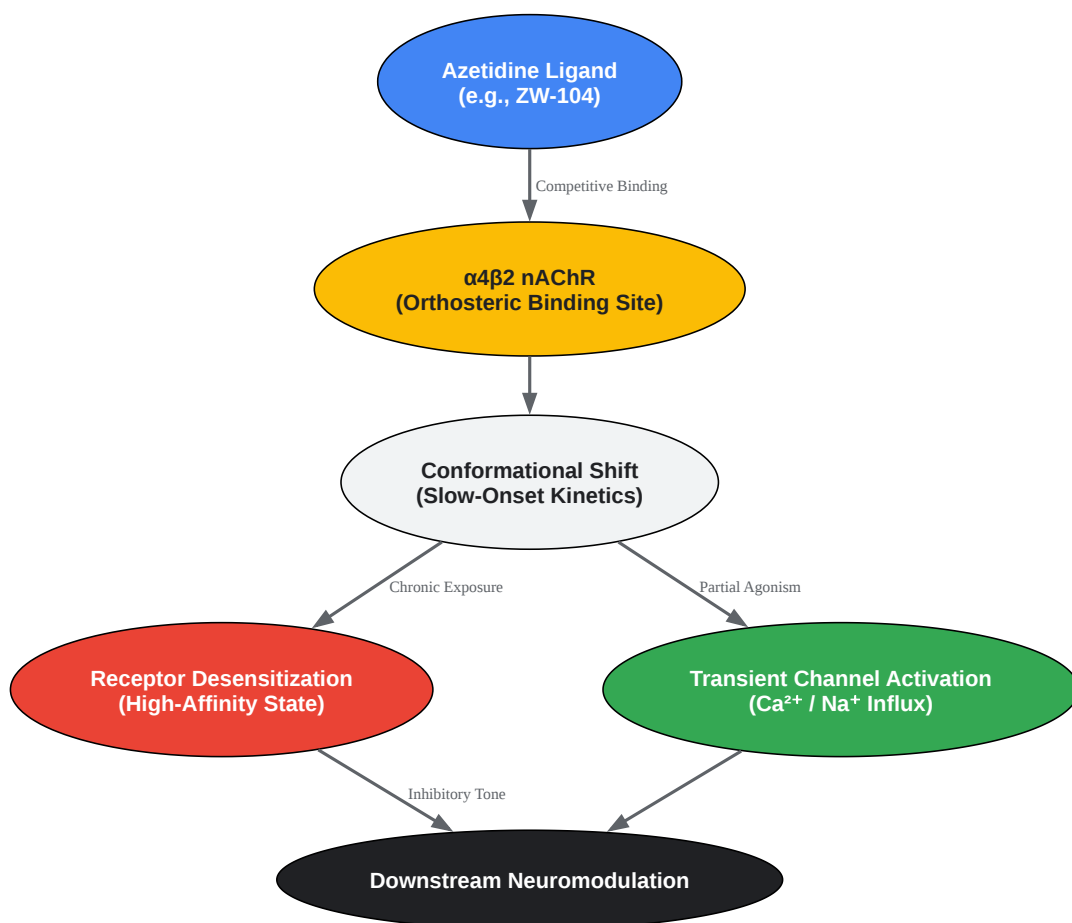 Azetidine Ligand
(e.g., ZW-104)
Competitive Binding
α4β2 nAChR
(Orthosteric Binding Site)
Conformational Shift
(Slow-Onset Kinetics)
Chronic Exposure
Partial Agonism
Receptor Desensitization
(High-Affinity State)
Transient Channel Activation
(Ca²⁺ / Na⁺ Influx)
Inhibitory Tone
Downstream Neuromodulation